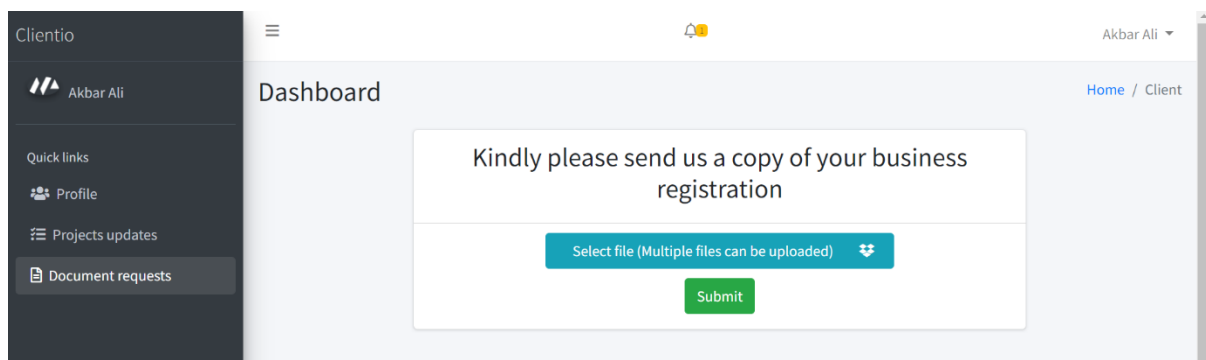 Clientio
1
Akbar Ali
Akbar Ali
Dashboard
Home / Client
Quick links
Profile
Projects updates
Document requests
Kindly please send us a copy of your business
registration
Select file (Multiple files can be uploaded)
Submit